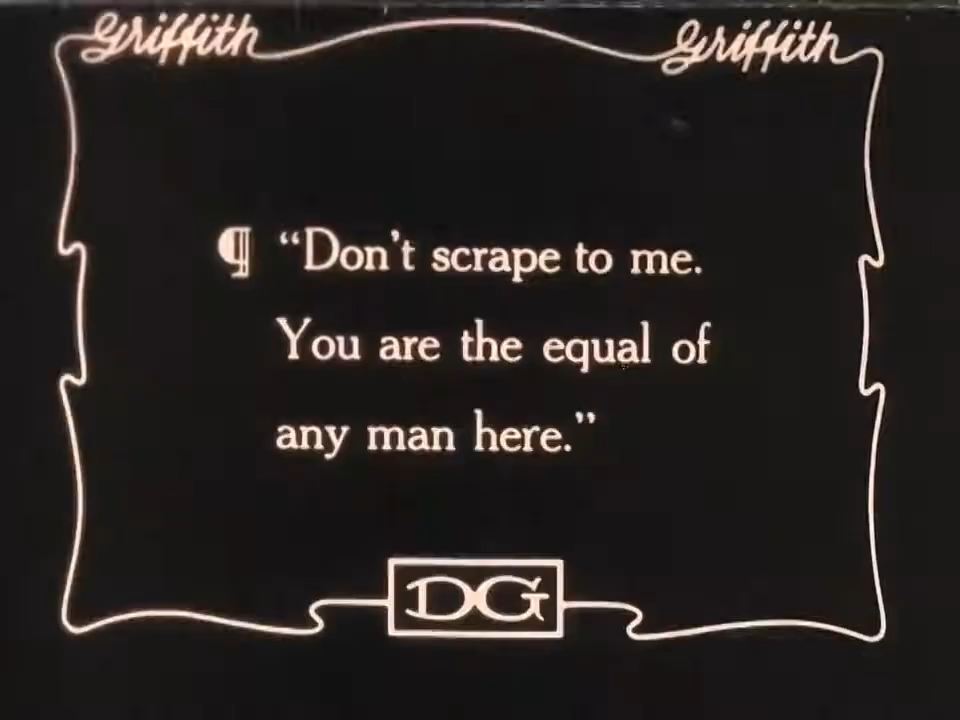 Griffith Griffith
¶ “Don't scrape to me.
You are the equal of
any man here.”
DG